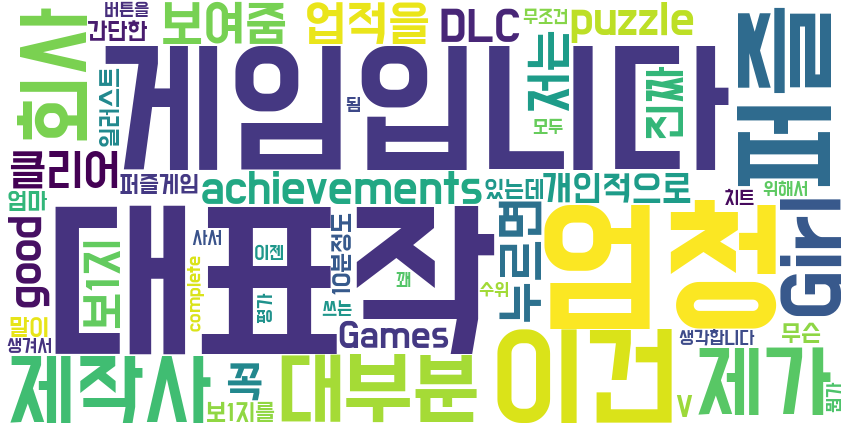 버튼을
간단한
보여줌
업적을
DLC
무조건
puzzle
회사
게임입니다
저는
진짜
퍼즐
일러스트
됨
모두
클리어
퍼즐게임
achievements
있는데
개인적으로
치트
위해서
엄마
good
보1지
사서
이젠
10분정도
대표작
누르면
엄청
Girl
complete
평가
쓰는
깨
수위
말이
생겨서
Games
생각합니다
무슨
제작사
꼭
보1지를
대부분
이건
V
제가
뭔가